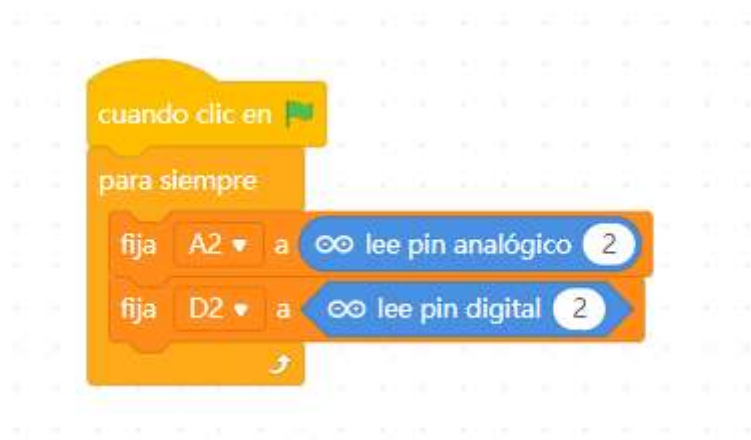 cuando clic en
para siempre
fija A2 a lee pin analógico 2
fija D2 a lee pin digital 2